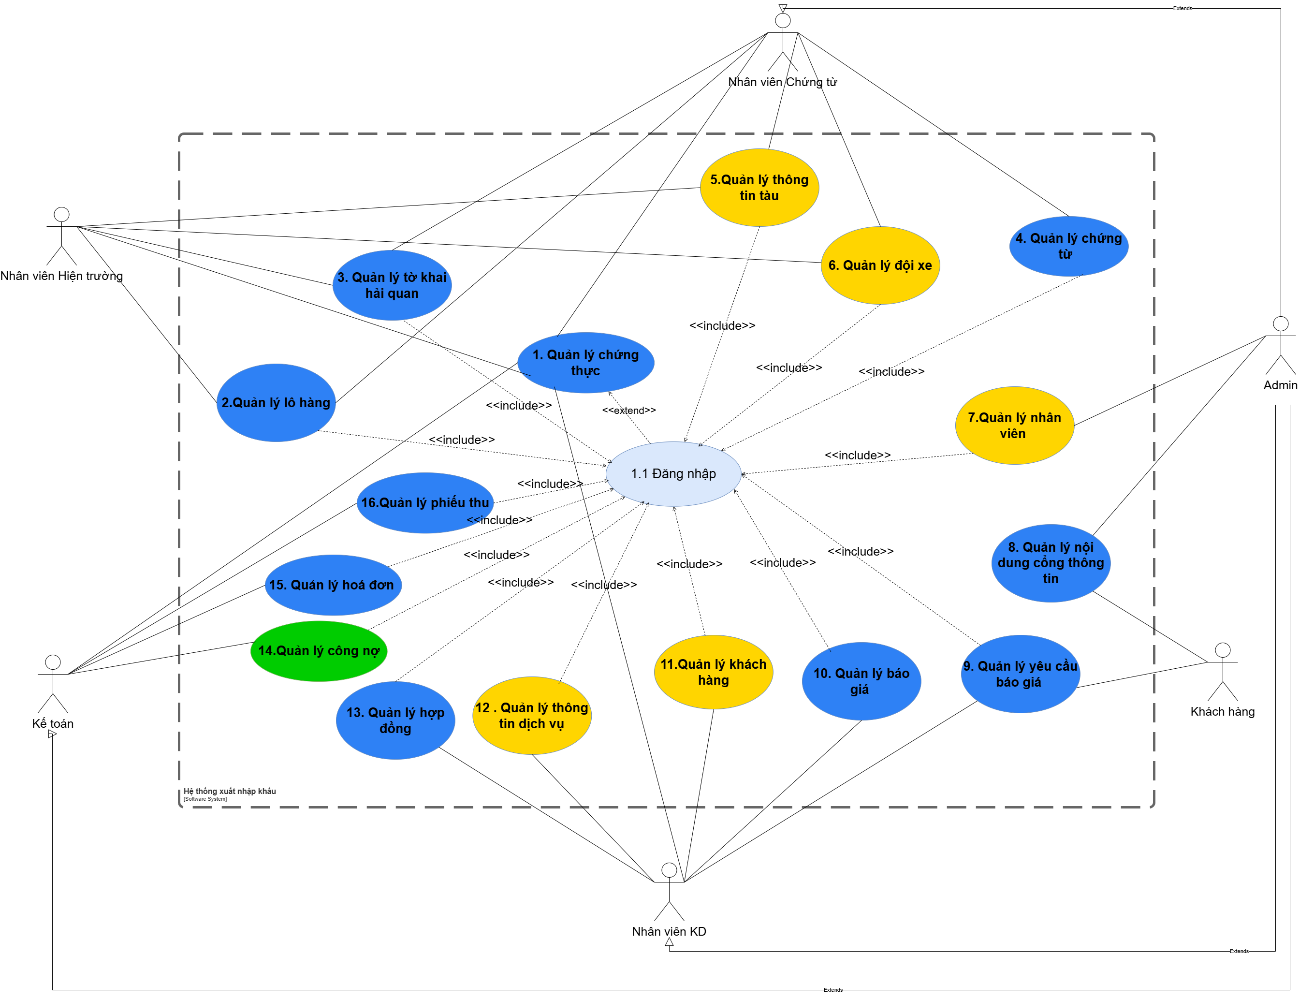 Extends
Nhân viên Chứng từ
5.Quản lý thông
tin tàu
Nhân viên Hiện trường
4. Quản lý chứng
từ
6. Quản lý đội xe
3. Quản lý tờ khai
hải quan
<<include>>
Admin
1. Quản lý chứng
thực
<<include>>
<<include>>
2.Quản lý lô hàng
<<include>>
<<extend>>
7.Quản lý nhân
viên
<<include>>
<<include>>
1.1 Đăng nhập
<<include>>
16.Quản lý phiếu thu
<<include>>
8. Quản lý nội
dung cổng thông
tin
<<include>>
<<include>>
<<include>>
<<include>>
15. Quản lý hoá đơn
<<include>>
<<include>>
14.Quản lý công nợ
11.Quản lý khách
hàng
10. Quản lý báo
giá
9. Quản lý yêu cầu
báo giá
13. Quản lý hợp
đồng
12 . Quản lý thông
tin dịch vụ
Kế toán
Khách hàng
Hệ thống xuất nhập khẩu
[Software System]
Nhân viên KD
Extends
Extends